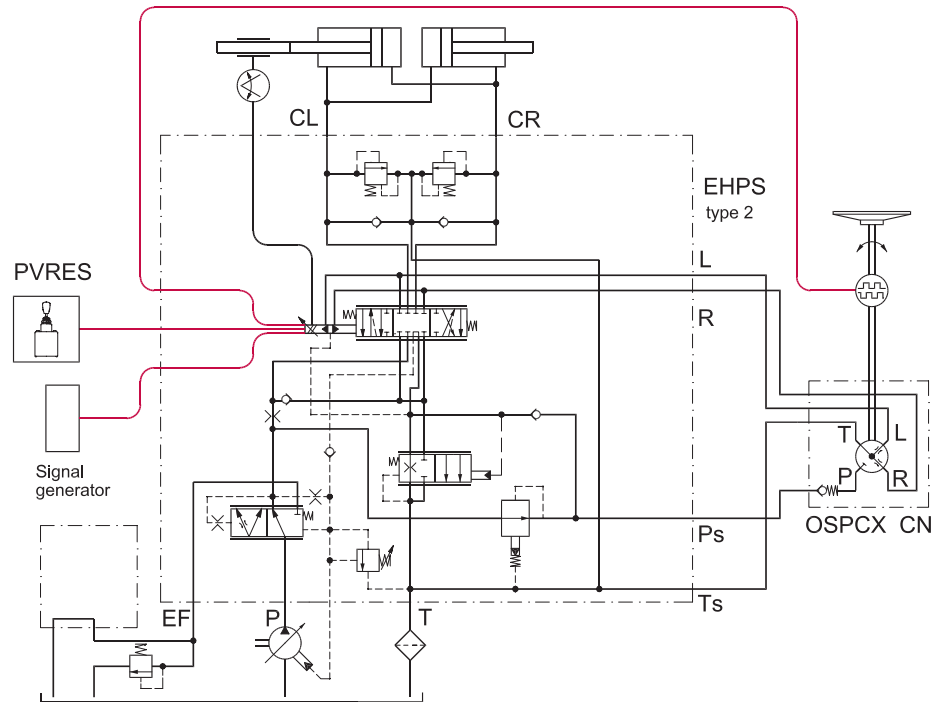 CL
CR
EHPS
type 2
PVRES
L
R
Signal
generator
T
L
P
R
OSPCX CN
Ps
Ts
EF
P
T